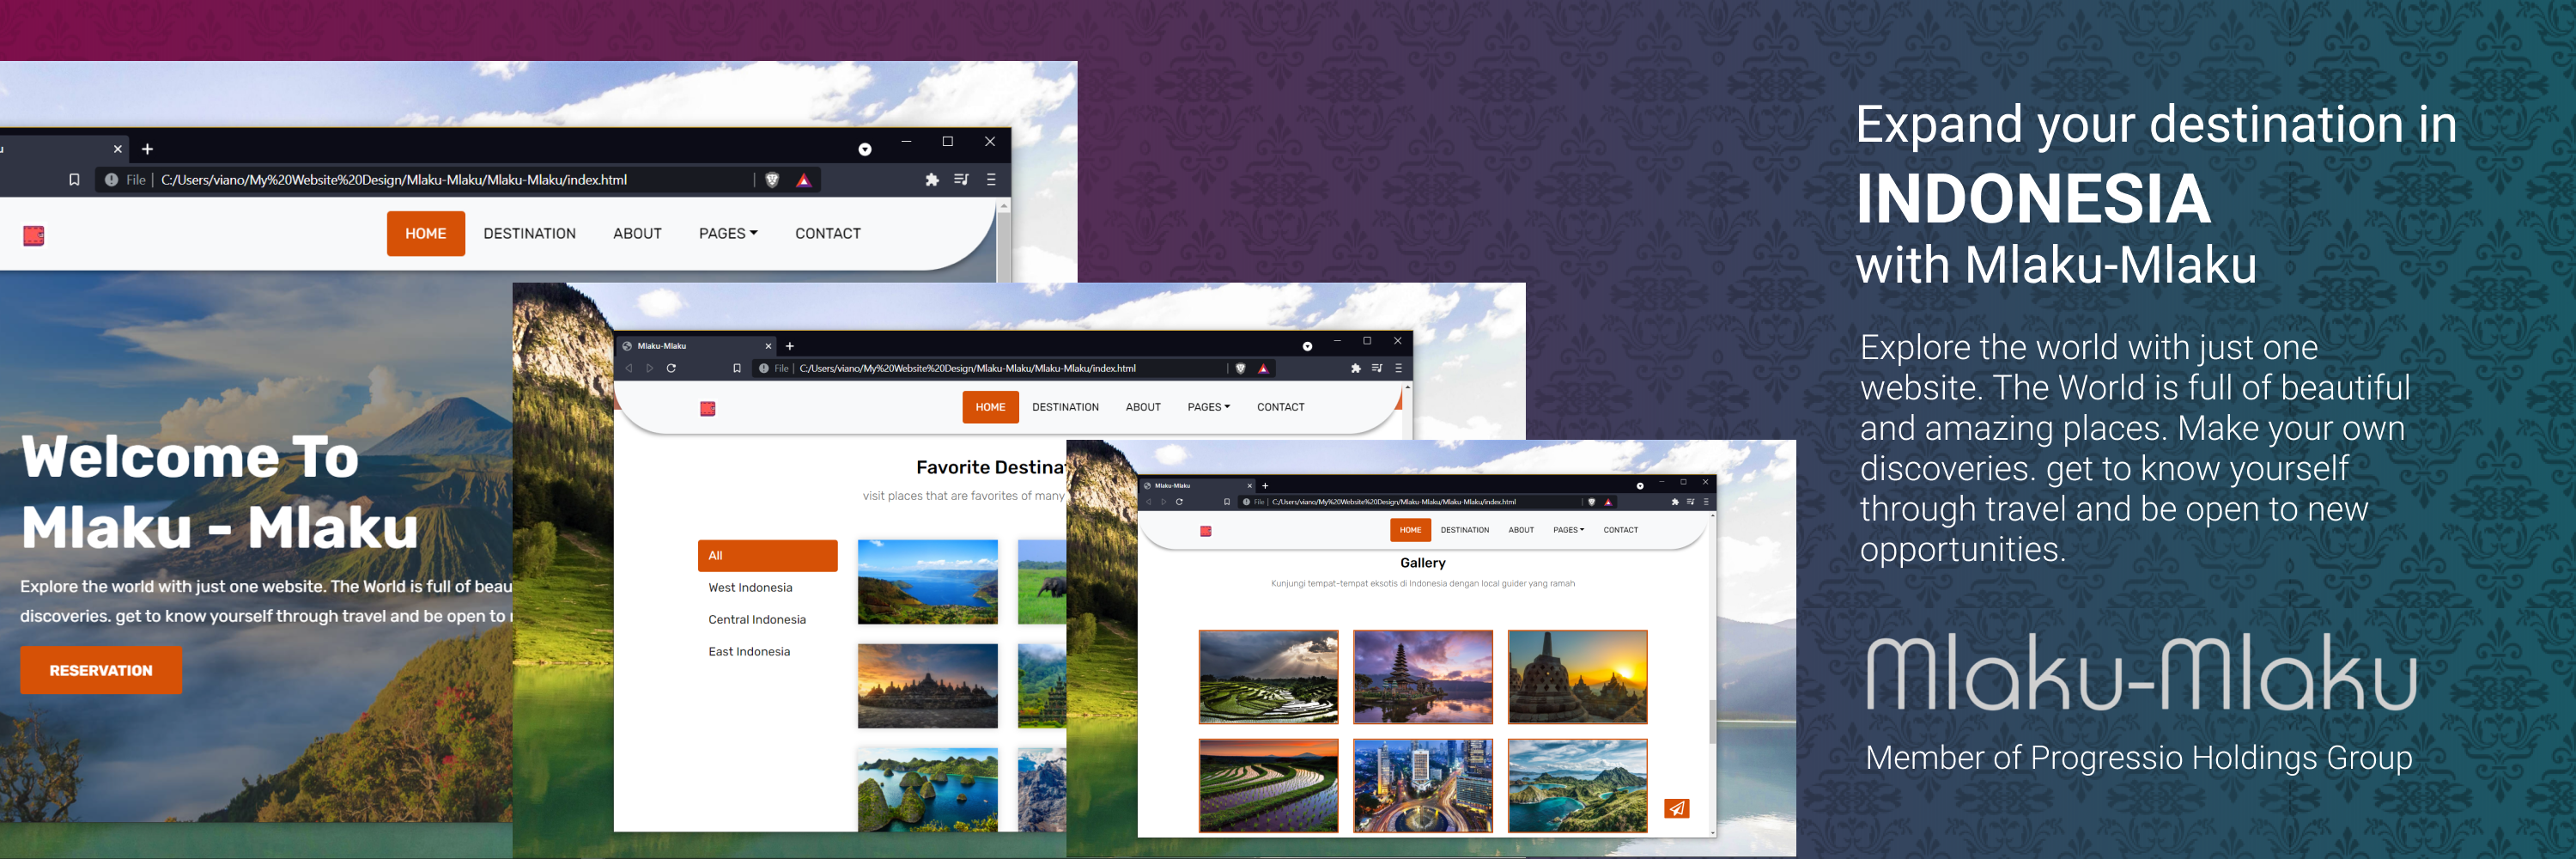 File | C:/Users/viano/My%20Website%20Design/Mlaku-Mlaku/Mlaku-Mlaku/index.html
HOME DESTINATION ABOUT PAGES CONTACT
Welcome To
Mlaku - Mlaku
Explore the world with just one website. The World is full of
discoveries. get to know yourself through travel and be open to
RESERVATION
Mlaku-Mlaku
File | C:/Users/viano/My%20Website%20Design/Mlaku-Mlaku/Mlaku-Mlaku/index.html
HOME DESTINATION ABOUT PAGES CONTACT
Favorite
visit places that are favorites of many
All
West Indonesia
Central Indonesia
East Indonesia
Mlaku-Mlaku
File | C:/Users/viano/My%20Website%20Design/Mlaku-Mlaku/Mlaku-Mlaku/index.html
HOME DESTINATION ABOUT PAGES CONTACT
Gallery
Kunjungi tempat-tempat eksotis di Indonesia dengan local guider yang ramah
Expand your destination in
INDONESIA
with Mlaku-Mlaku
Explore the world with just one
website. The World is full of beautiful
and amazing places. Make your own
discoveries. get to know yourself
through travel and be open to new
opportunities.
Mlaku-Mlaku
Member of Progressio Holdings Group